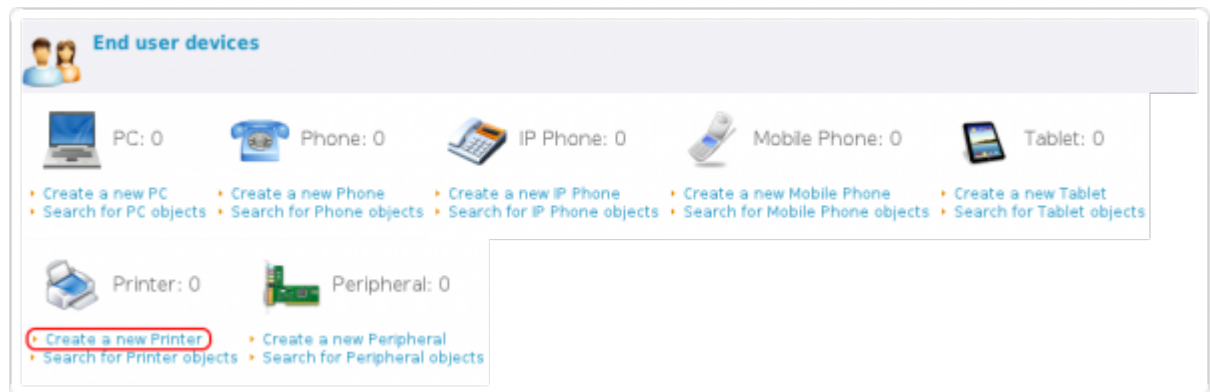 End user devices
PC: 0
Phone: 0
IP Phone: 0
Mobile Phone: 0
Tablet: 0
Create a new PC
Create a new Phone
Create a new IP Phone
Create a new Mobile Phone
Create a new Tablet
Search for PC objects
Search for Phone objects
Search for IP Phone objects
Search for Mobile Phone objects
Search for Tablet objects
Printer: 0
Peripheral: 0
Create a new Printer
Create a new Peripheral
Search for Printer objects
Search for Peripheral objects